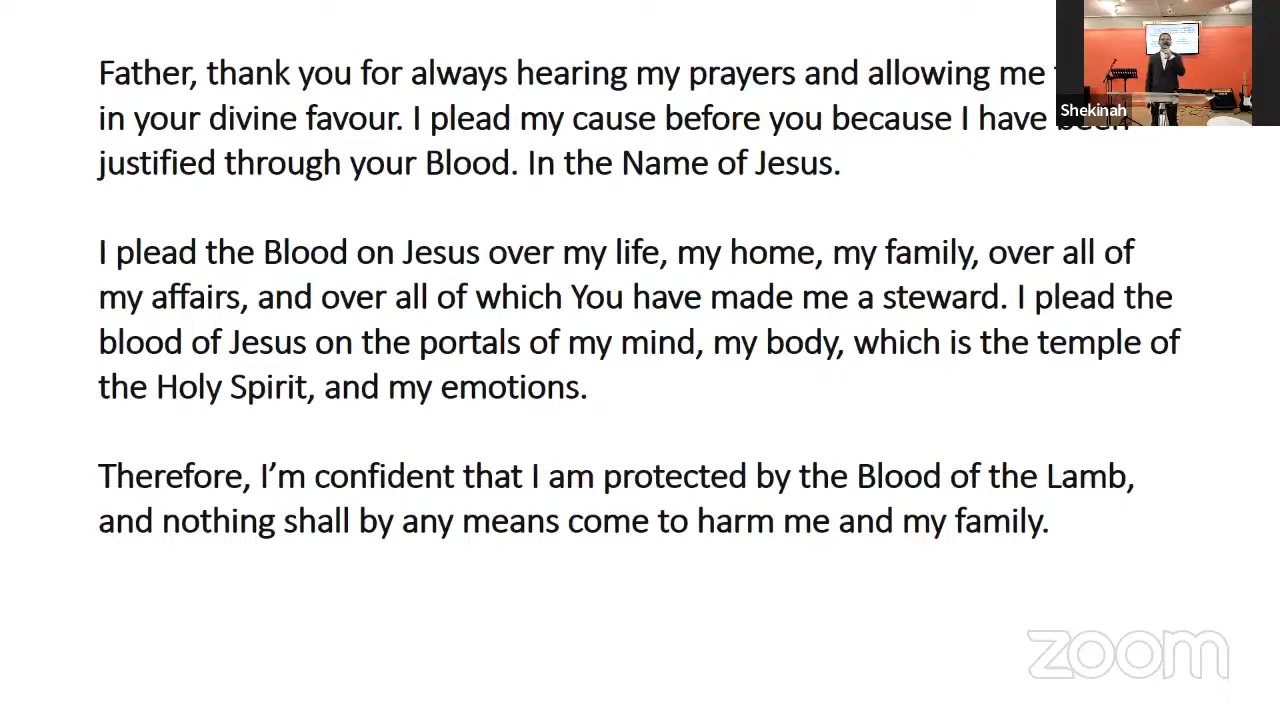 Father, thank you for always hearing my prayers and allowing me
in your divine favour. I plead my cause before you because I have been
justified through your Blood. In the Name of Jesus.
I plead the Blood on Jesus over my life, my home, my family, over all of
my affairs, and over all of which You have made me a steward. I plead the
blood of Jesus on the portals of my mind, my body, which is the temple of
the Holy Spirit, and my emotions.
Therefore, I’m confident that I am protected by the Blood of the Lamb,
and nothing shall by any means come to harm me and my family.
Shekinah
zoom